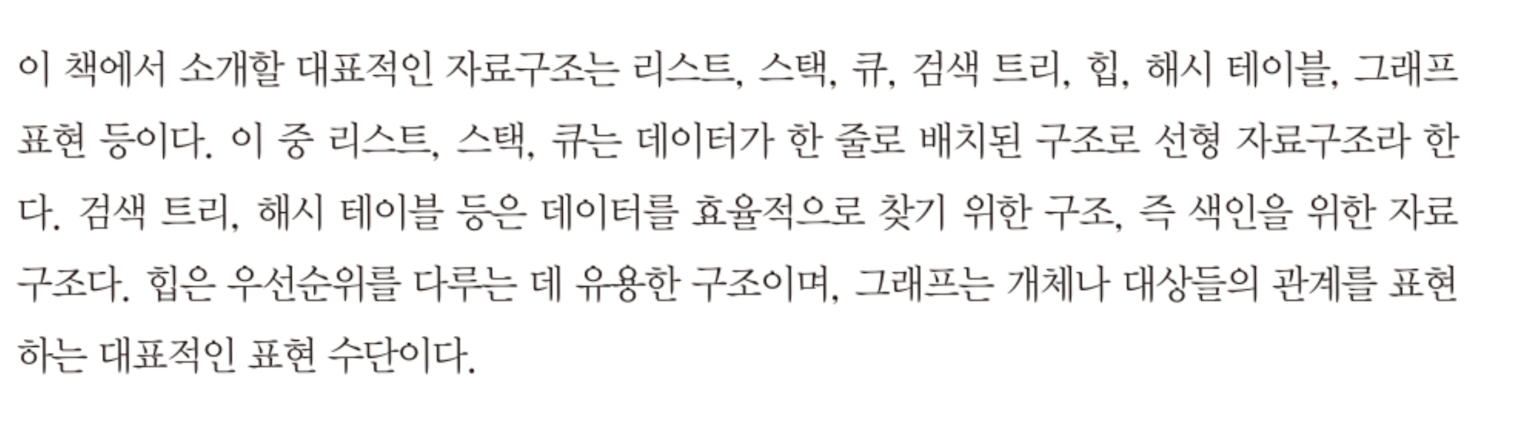 이 책에서 소개할 대표적인 자료구조는 리스트, 스택, 큐, 검색 트리, 힙, 해시 테이블, 그래프
표현 등이다. 이 중 리스트, 스택, 큐는 데이터가 한 줄로 배치된 구조로 선형 자료구조라 한
다. 검색 트리, 해시 테이블 등은 데이터를 효율적으로 찾기 위한 구조, 즉 색인을 위한 자료
구조다. 힙은 우선순위를 다루는 데 유용한 구조이며, 그래프는 개체나 대상들의 관계를 표현
하는 대표적인 표현 수단이다.